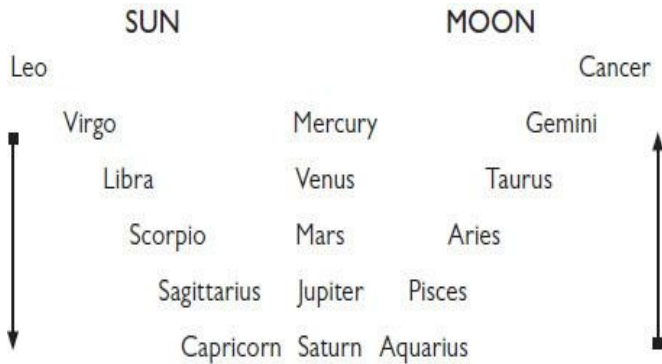 SUN MOON
Leo Cancer
Virgo Mercury Gemini
Libra Venus Taurus
Scorpio Mars Aries
Sagittarius Jupiter Pisces
Capricorn Saturn Aquarius